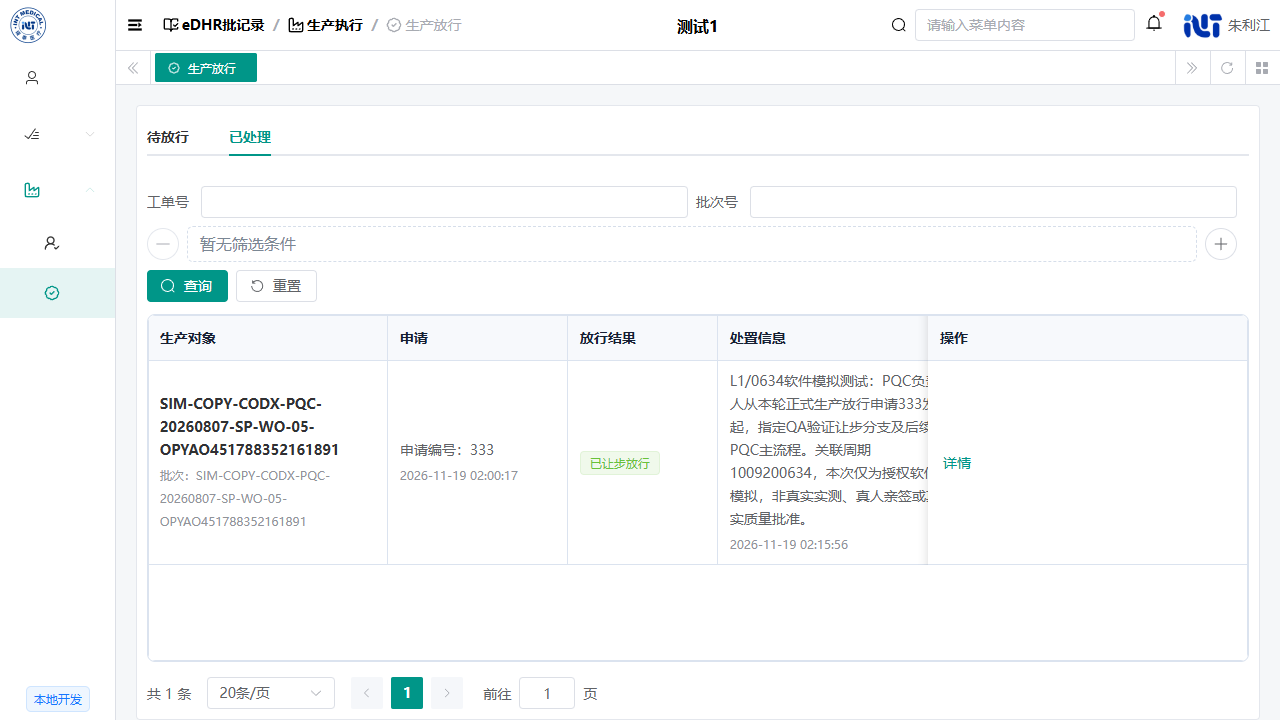 eDHR批记录 / 生产执行 / 生产放行
测试1
请输入菜单内容
朱利江
生产放行
待放行
已处理
工单号
批次号
暂无筛选条件
查询
重置
生产对象
申请
放行结果
处置信息
操作
SIM-COPY-CODX-PQC-
20260807-SP-WO-05-
OPYAO451788352161891
批次：SIM-COPY-CODX-PQC-
20260807-SP-WO-05-
OPYAO451788352161891
申请编号：333
2026-11-19 02:00:17
已让步放行
L1/0634软件模拟测试：PQC负
人从本轮正式生产放行申请333发
起，指定QA验证让步分支及后续
PQC主流程。关联周期
1009200634，本次仅为授权软件
模拟，非真实实测、真人亲签或
实质量批准。
2026-11-19 02:15:56
详情
共 1 条
20条/页
1
前往
1
页
本地开发